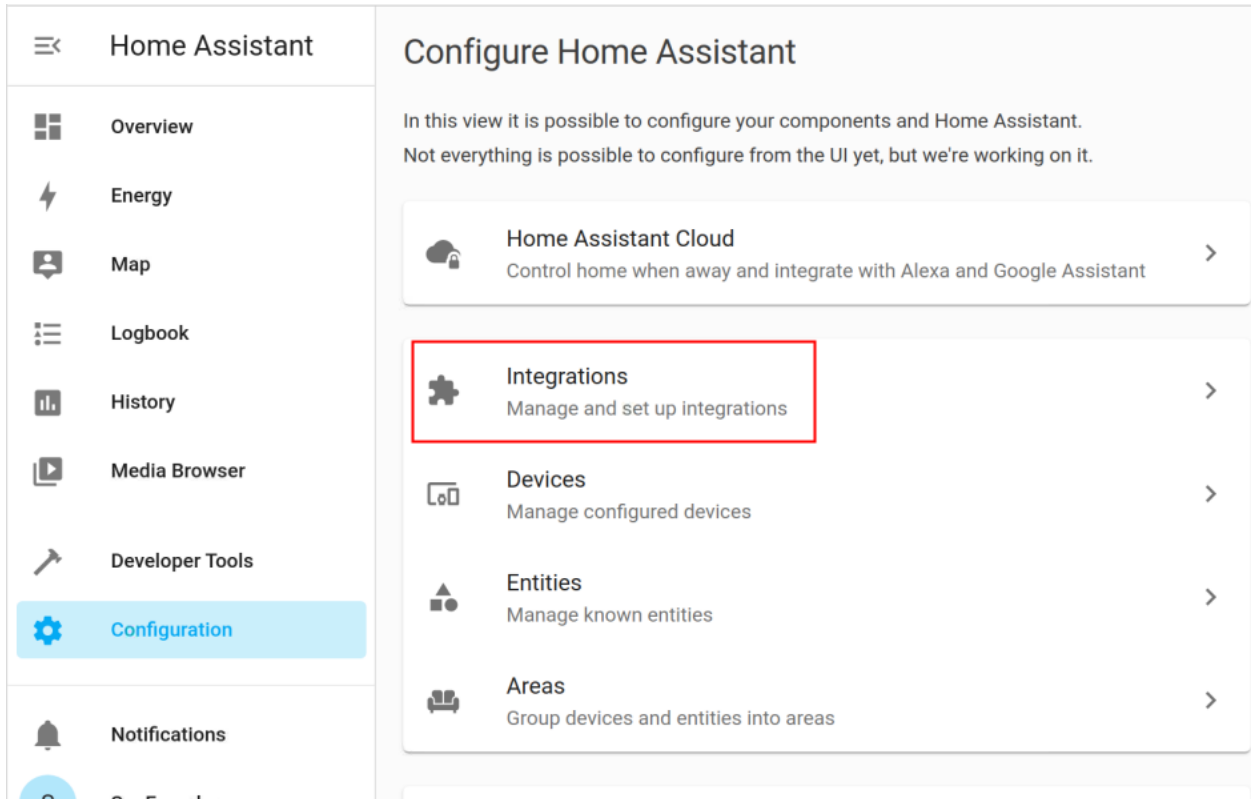 Home Assistant
Overview
Energy
Map
Logbook
History
Media Browser
Developer Tools
Configuration
Notifications
Configure Home Assistant
In this view it is possible to configure your components and Home Assistant.
Not everything is possible to configure from the UI yet, but we're working on it.
Home Assistant Cloud
Control home when away and integrate with Alexa and Google Assistant
Integrations
Manage and set up integrations
Devices
Manage configured devices
Entities
Manage known entities
Areas
Group devices and entities into areas